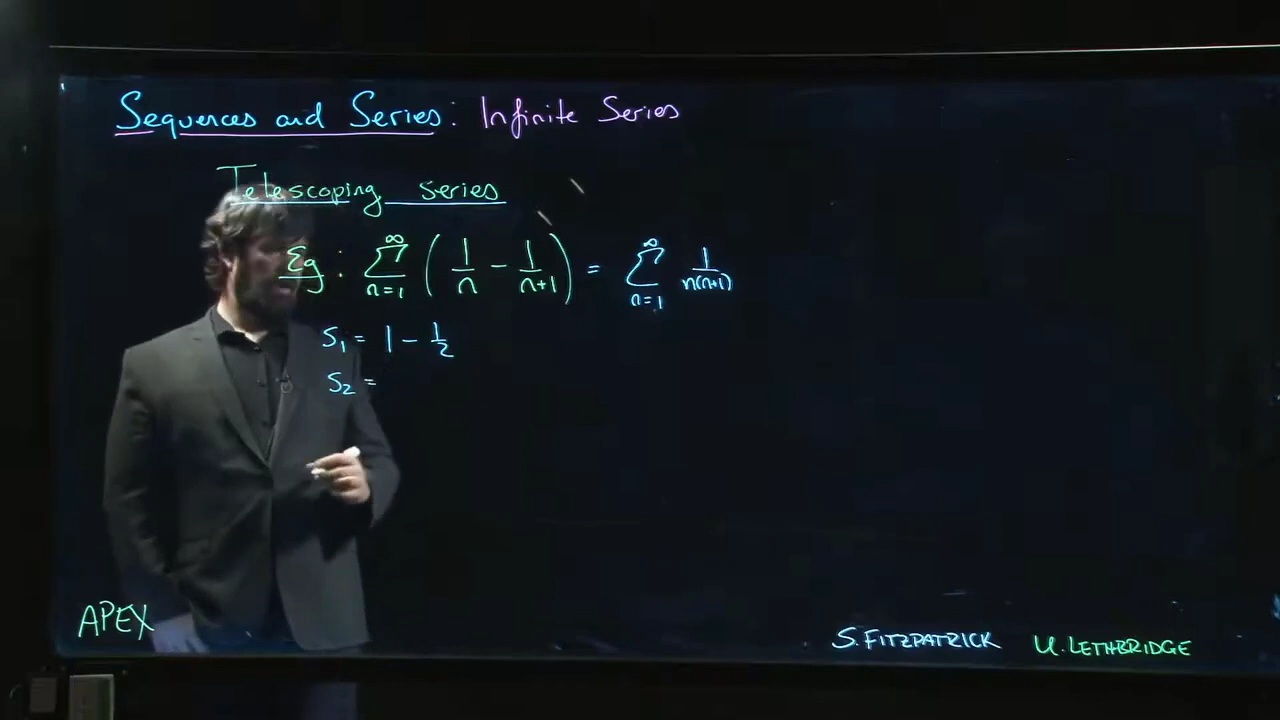 Sequences and Series: Infinite Series
Telescoping Series
Eg: ∑_{n=1}^{∞} (1/n − 1/(n+1)) = ∑_{n=1}^{∞} 1/(n(n+1))
S₁ = 1 − 1/2
S₂ =
APEX
S. FITZPATRICK U. LETHBRIDGE